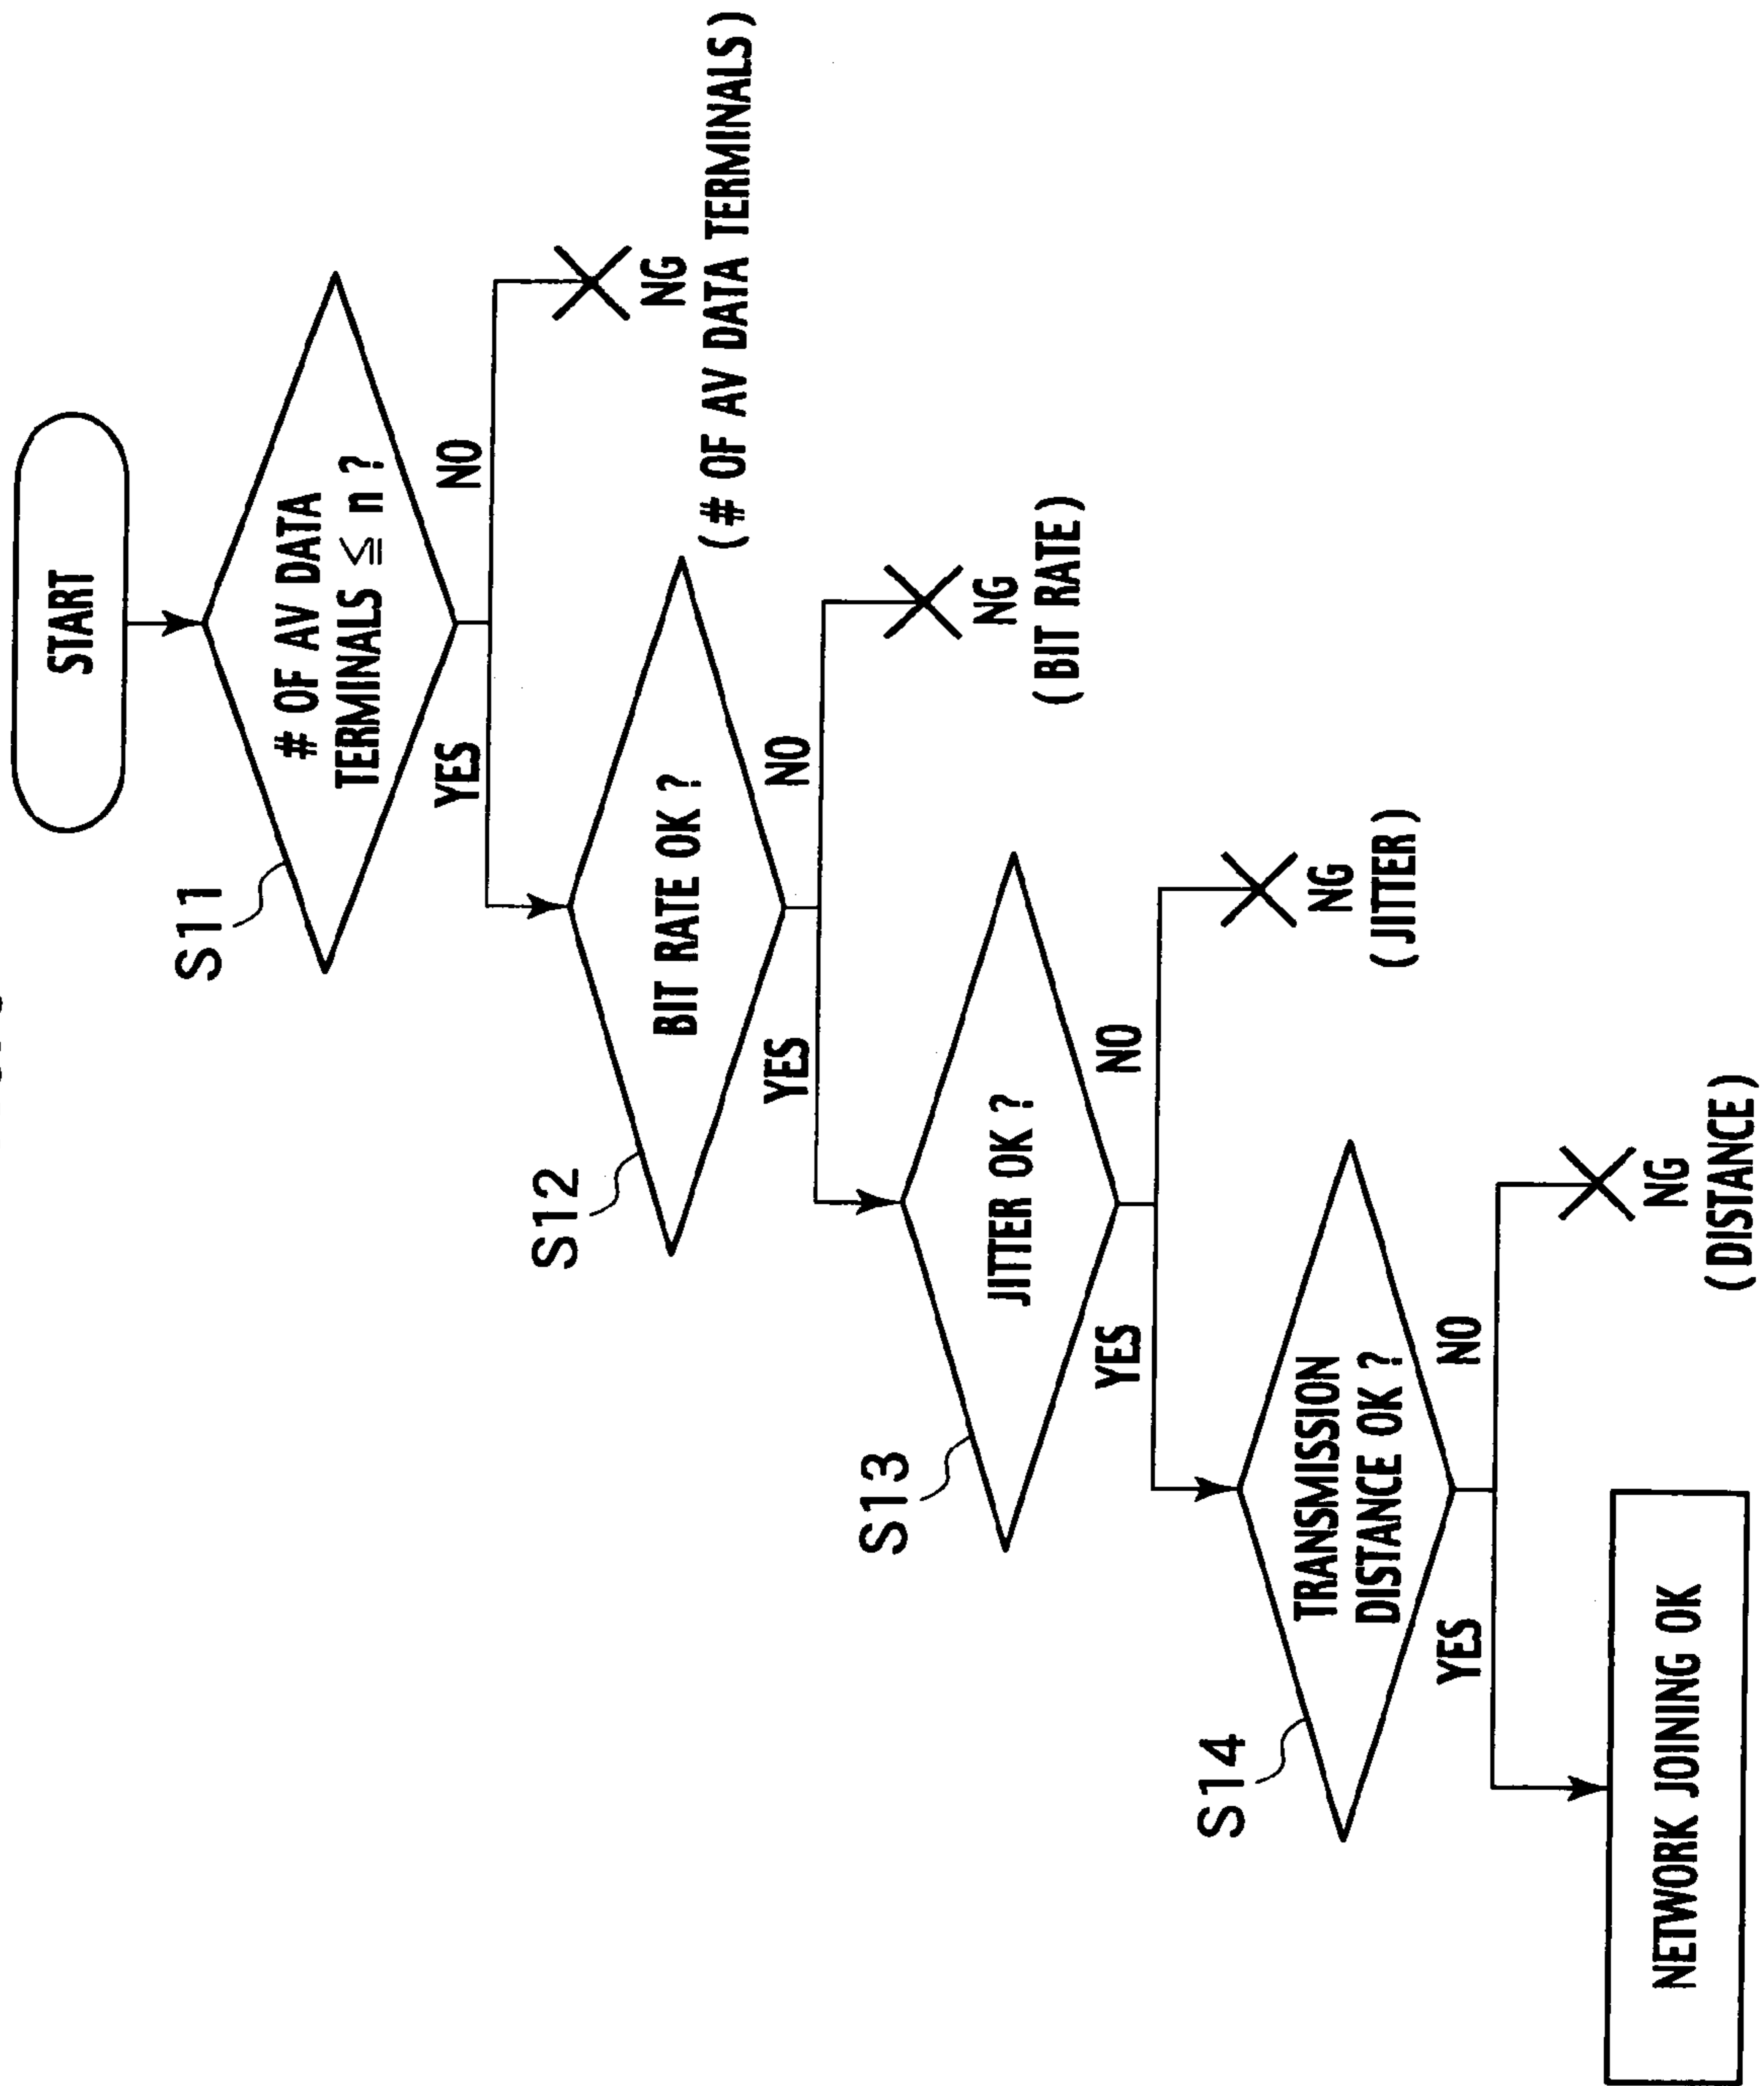 START
S11
# OF AV DATA
TERMINALS ≦ n ?
YES
NO
NG
( # OF AV DATA TERMINALS )
S12
BIT RATE OK ?
YES
NO
NG
( BIT RATE )
S13
JITTER OK ?
YES
NO
NG
( JITTER )
S14
TRANSMISSION
DISTANCE OK ?
YES
NO
NG
( DISTANCE )
NETWORK JOINING OK